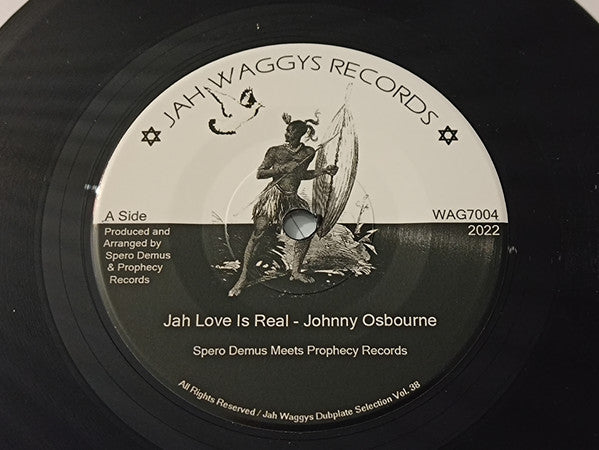 JAH WAGGYS RECORDS
A Side
Produced and
Arranged by
Spero Demus
& Prophecy
Records
WAG7004
2022
Jah Love Is Real - Johnny Osbourne
Spero Demus Meets Prophecy Records
All Rights Reserved / Jah Waggys Dubplate Selection Vol. 38